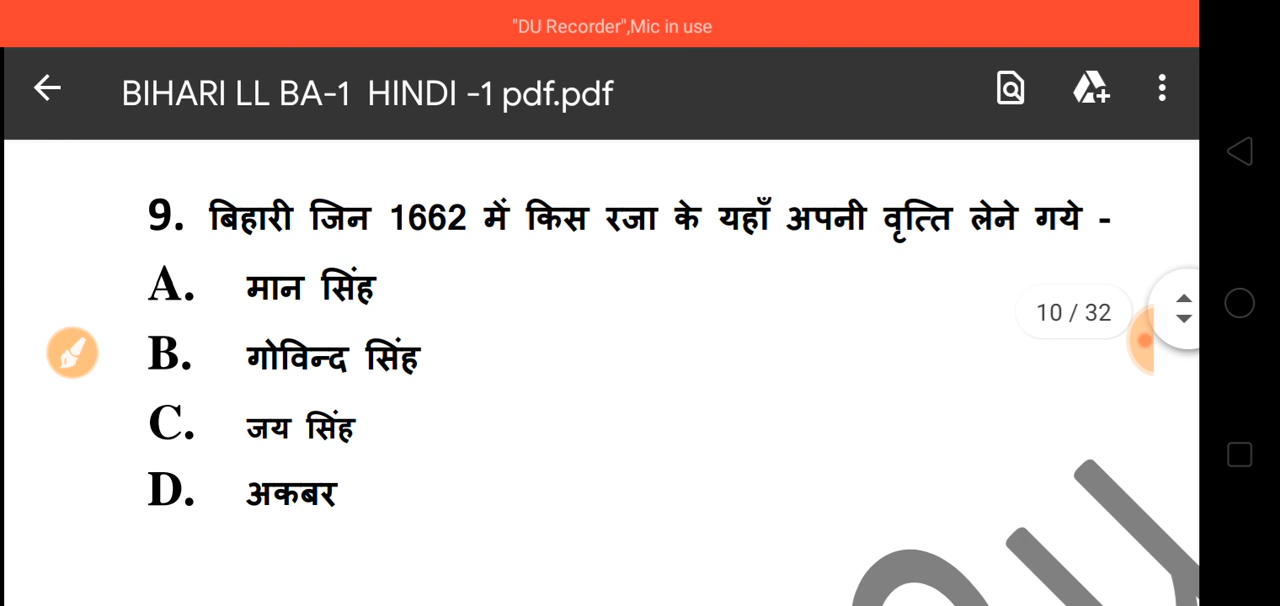 "DU Recorder",Mic in use
BIHARI LL BA-1 HINDI -1 pdf.pdf
9. बिहारी जिन 1662 में किस रजा के यहाँ अपनी वृत्ति लेने गये -
A. मान सिंह
10 / 32
B. गोविन्द सिंह
C. जय सिंह
D. अकबर